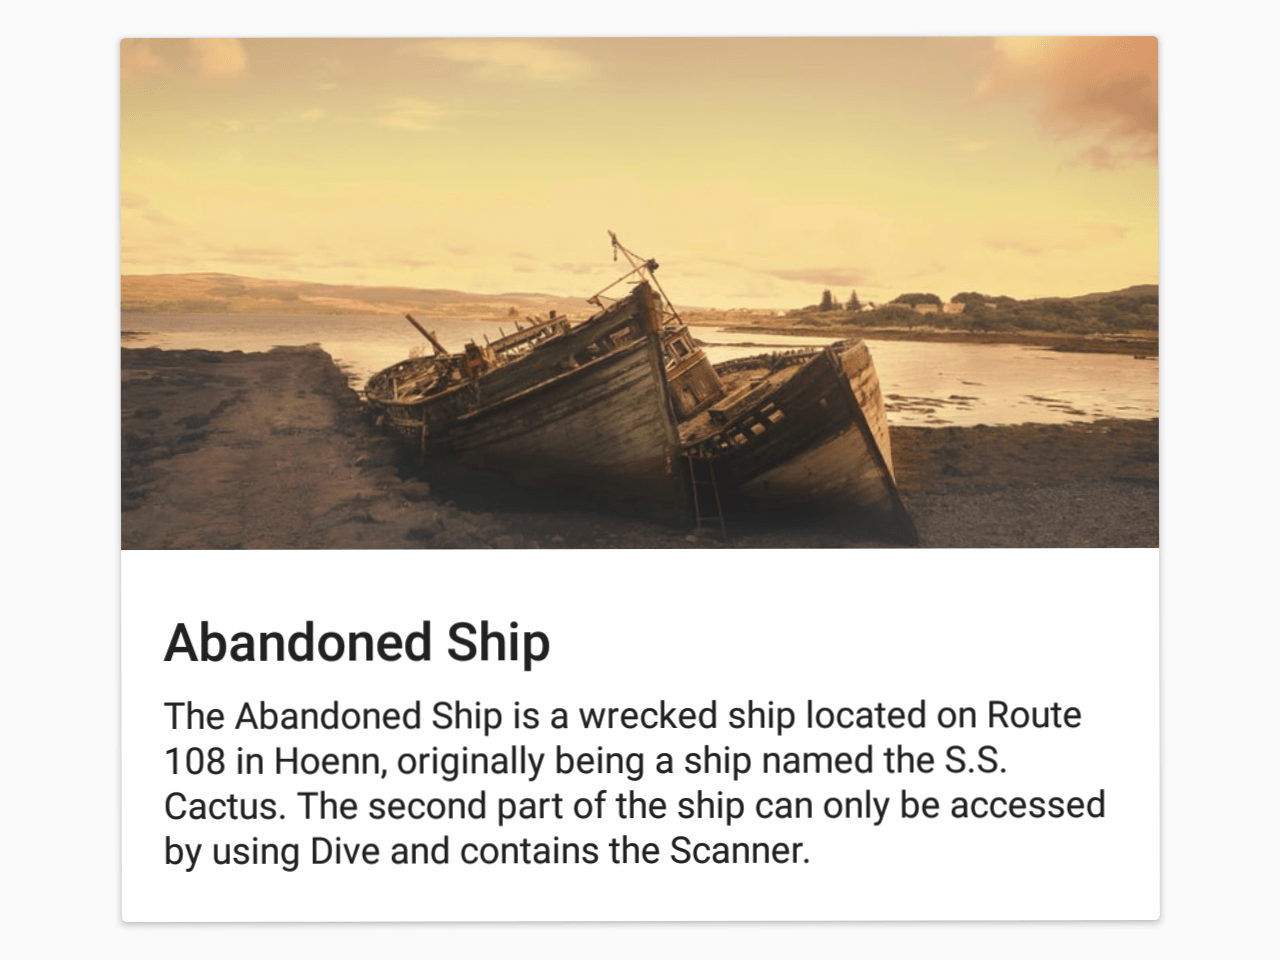 Abandoned Ship
The Abandoned Ship is a wrecked ship located on Route
108 in Hoenn, originally being a ship named the S.S.
Cactus. The second part of the ship can only be accessed
by using Dive and contains the Scanner.